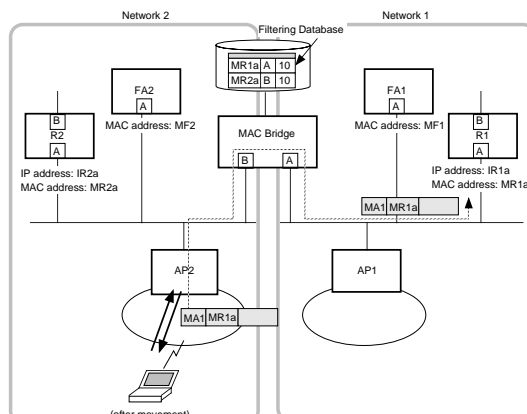 Network 2
Network 1
Filtering Database
MR1a A 10
MR2a B 10
FA2
A
MAC address: MF2
FA1
A
MAC address: MF1
B
R2
A
IP address: IR2a
MAC address: MR2a
MAC Bridge
B
A
B
R1
A
IP address: IR1a
MAC address: MR1a
MA1 MR1a
AP2
AP1
MA1 MR1a
(after movement)